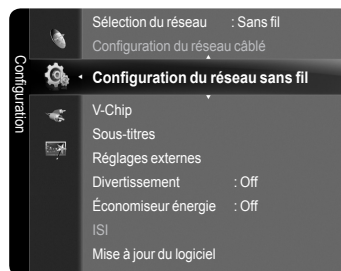 Configuration
Sélection du réseau : Sans fil
Configuration du réseau câblé
Configuration du réseau sans fil
V-Chip
Sous-titres
Réglages externes
Divertissement : Off
Économiseur énergie : Off
ISI
Mise à jour du logiciel